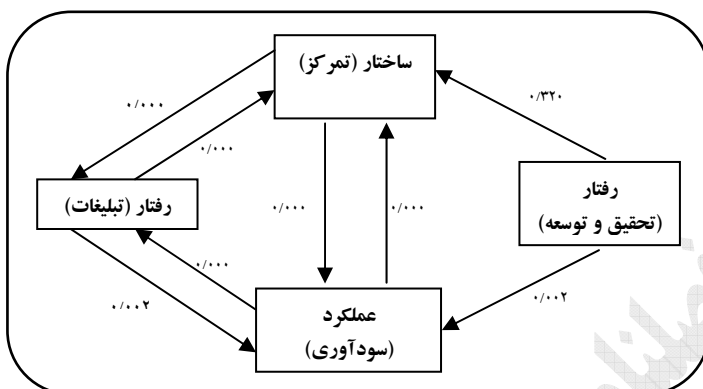 ساختار (تمرکز)
۰/۰۰۰
۰/۳۲۰
۰/۰۰۰
رفتار
(تحقیق و توسعه)
رفتار (تبلیغات)
۰/۰۰۰
۰/۰۰۰
۰/۰۰۰
۰/۰۰۲
۰/۰۰۲
عملکرد
(سودآوری)